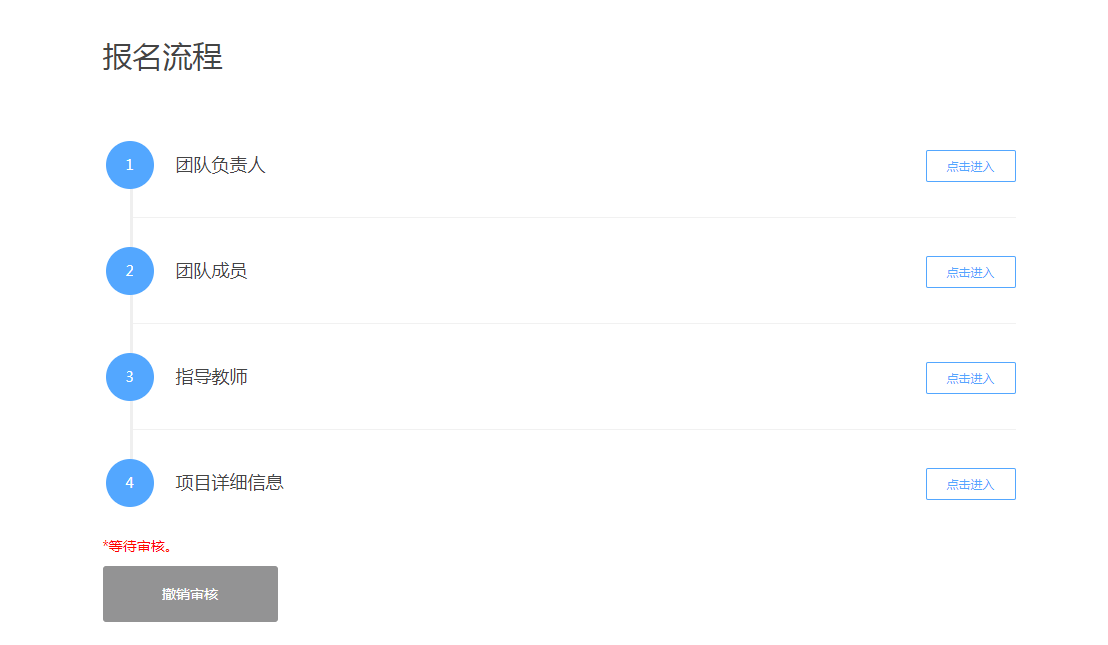 报名流程
1 团队负责人 点击进入
2 团队成员 点击进入
3 指导教师 点击进入
4 项目详细信息 点击进入
*等待审核。
撤销审核